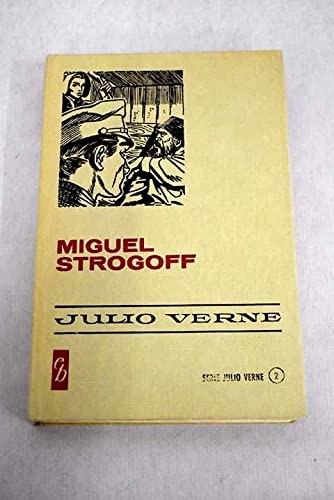 MIGUEL
STROGOFF
JULIO VERNE
SERIE JULIO VERNE 2